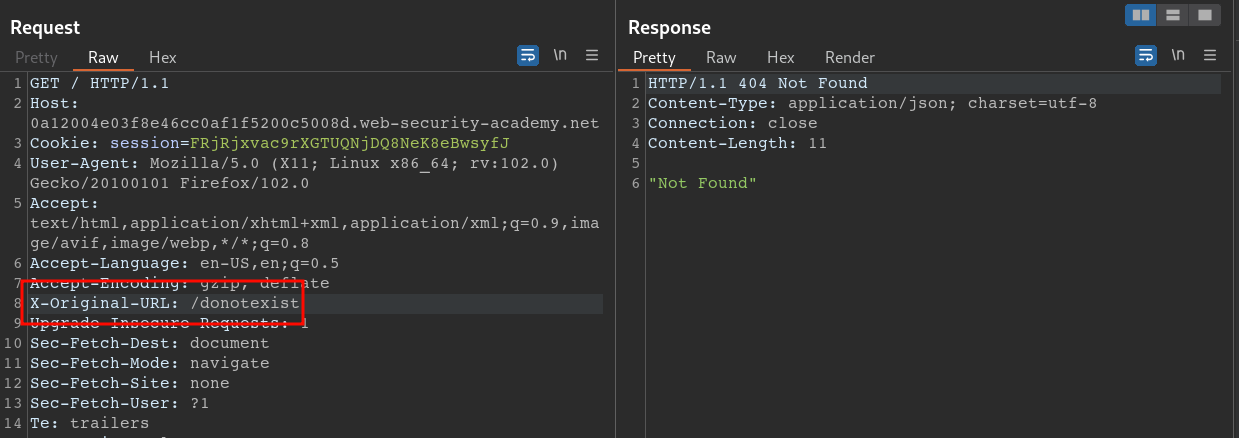 Request
Pretty Raw Hex
\n
1 GET / HTTP/1.1
2 Host:
0a12004e03f8e46cc0af1f5200c5008d.web-security-academy.net
3 Cookie: session=FRjRjxvac9rXGTUQNjDQ8NeK8eBwsyfJ
4 User-Agent: Mozilla/5.0 (X11; Linux x86_64; rv:102.0)
Gecko/20100101 Firefox/102.0
5 Accept:
text/html,application/xhtml+xml,application/xml;q=0.9,ima
ge/avif,image/webp,*/*;q=0.8
6 Accept-Language: en-US,en;q=0.5
7 Accept-Encoding: gzip, deflate
8 X-Original-URL: /donotexist
9 Upgrade-Insecure-Requests: 1
10 Sec-Fetch-Dest: document
11 Sec-Fetch-Mode: navigate
12 Sec-Fetch-Site: none
13 Sec-Fetch-User: ?1
14 Te: trailers
Response
Pretty Raw Hex Render
\n
1 HTTP/1.1 404 Not Found
2 Content-Type: application/json; charset=utf-8
3 Connection: close
4 Content-Length: 11
5
6 "Not Found"